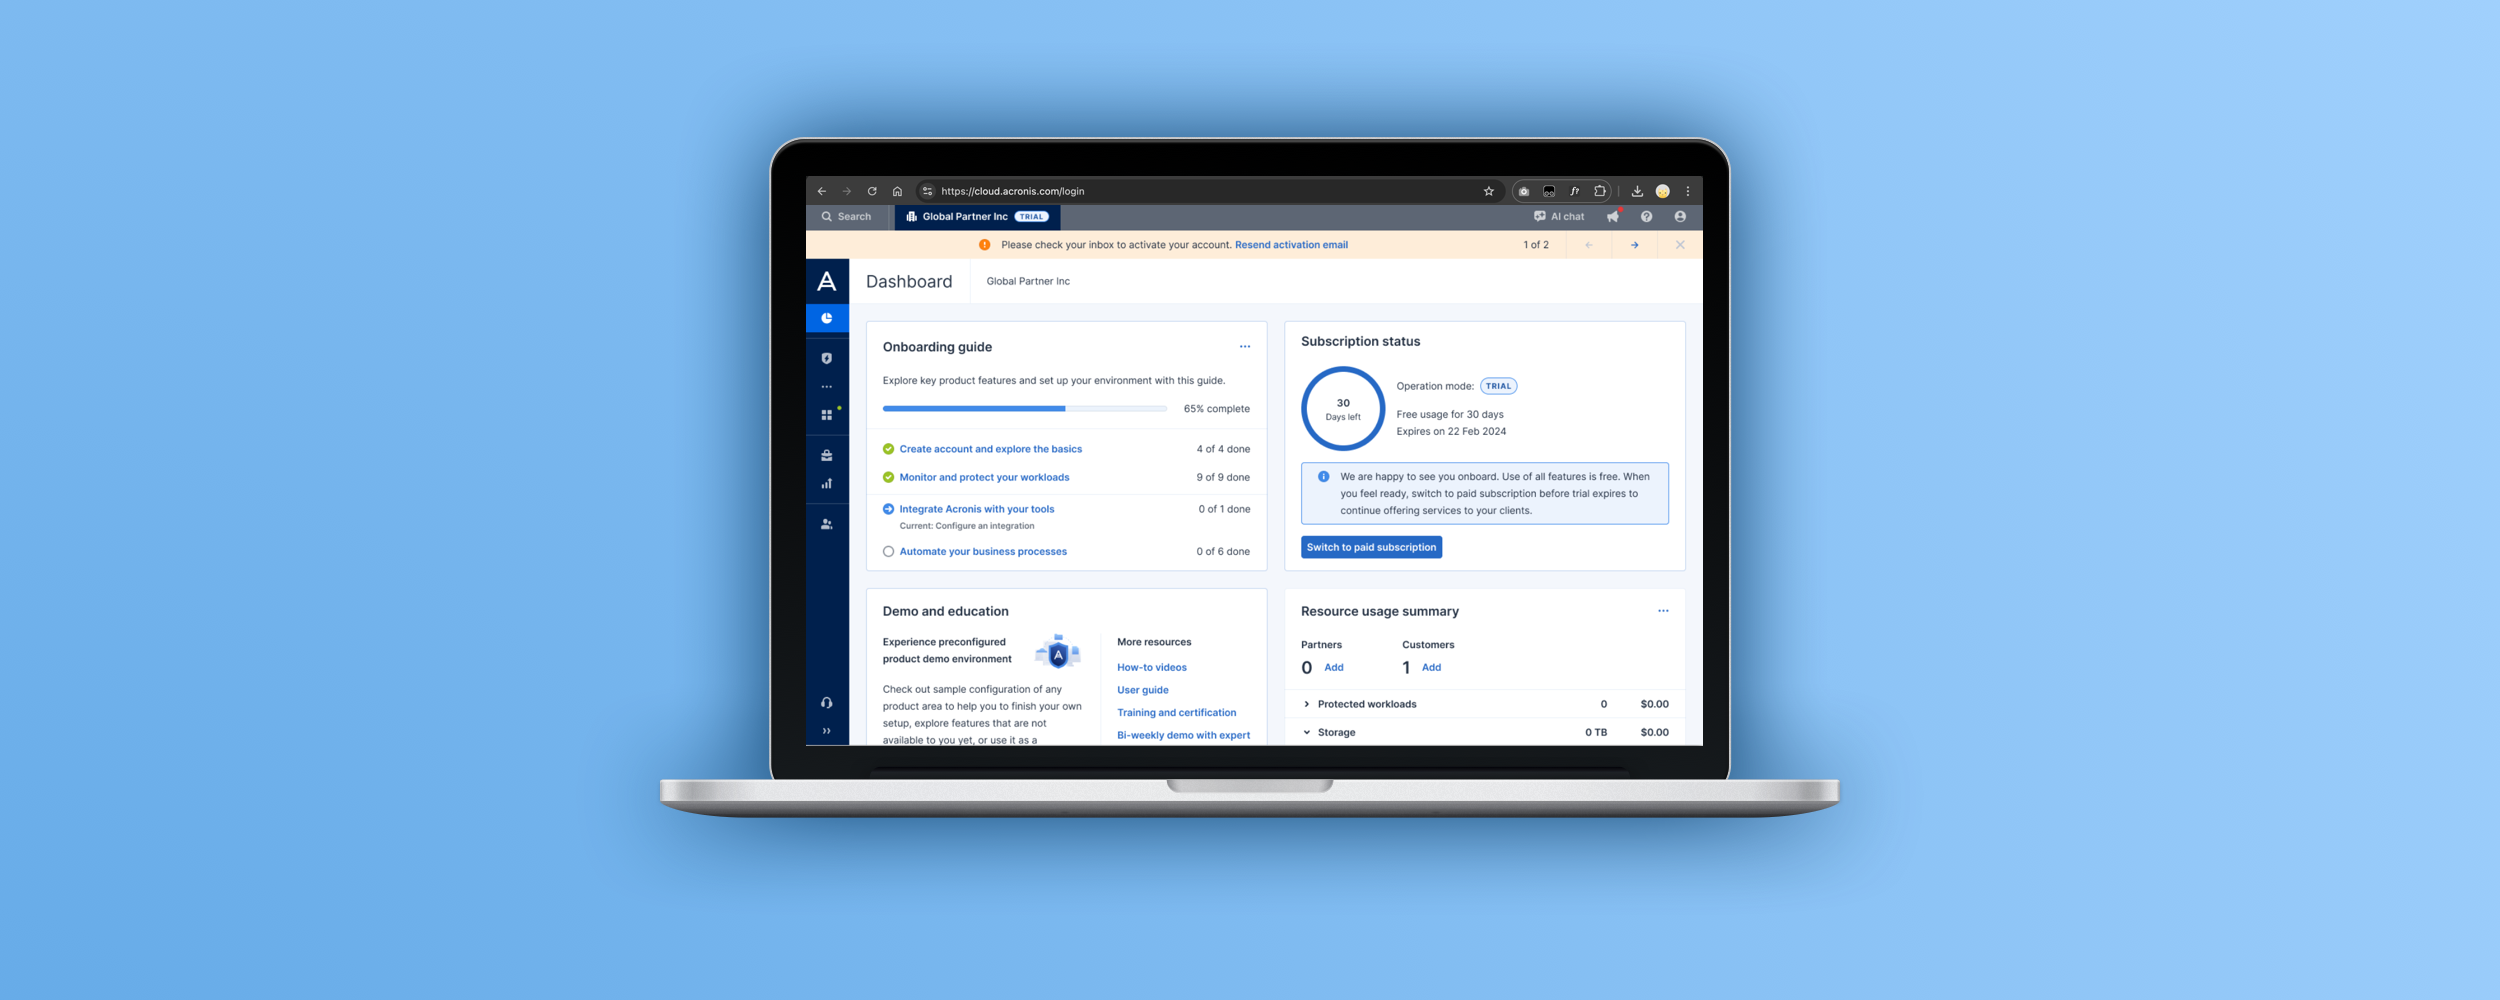 https://cloud.acronis.com/login
Search
Global Partner Inc TRIAL
AI chat
Please check your inbox to activate your account. Resend activation email
1 of 2
Dashboard
Global Partner Inc
Onboarding guide
Explore key product features and set up your environment with this guide.
65% complete
Create account and explore the basics 4 of 4 done
Monitor and protect your workloads 9 of 9 done
Integrate Acronis with your tools 0 of 1 done
Current: Configure an integration
Automate your business processes 0 of 6 done
Subscription status
30
Days left
Operation mode: TRIAL
Free usage for 30 days
Expires on 22 Feb 2024
We are happy to see you onboard. Use of all features is free. When
you feel ready, switch to paid subscription before trial expires to
continue offering services to your clients.
Switch to paid subscription
Demo and education
Experience preconfigured
product demo environment
Check out sample configuration of any
product area to help you to finish your own
setup, explore features that are not
available to you yet, or use it as a
More resources
How-to videos
User guide
Training and certification
Bi-weekly demo with expert
Resource usage summary
Partners Customers
0 Add 1 Add
Protected workloads 0 $0.00
Storage 0 TB $0.00